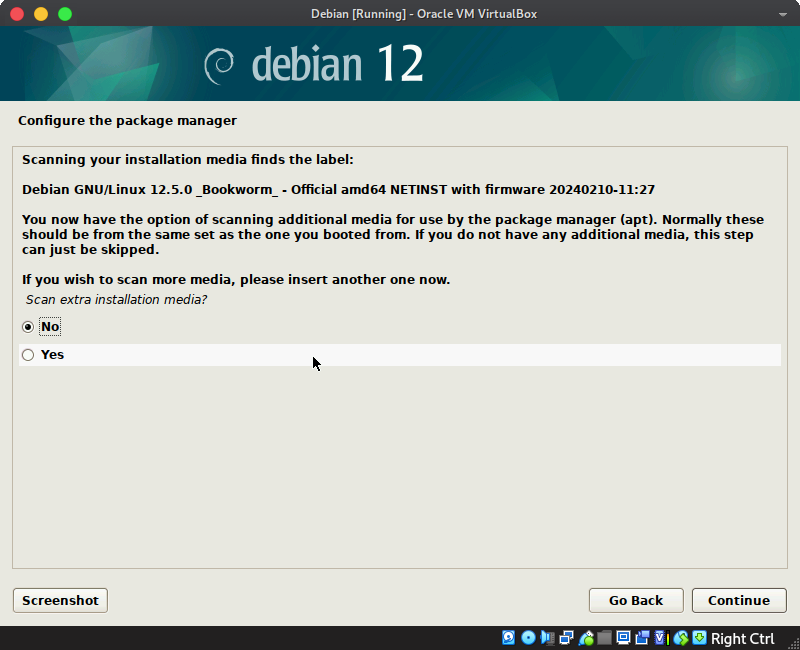 Debian [Running] - Oracle VM VirtualBox
debian 12
Configure the package manager
Scanning your installation media finds the label:
Debian GNU/Linux 12.5.0 _Bookworm_ - Official amd64 NETINST with firmware 20240210-11:27
You now have the option of scanning additional media for use by the package manager (apt). Normally these
should be from the same set as the one you booted from. If you do not have any additional media, this step
can just be skipped.
If you wish to scan more media, please insert another one now.
Scan extra installation media?
No
Yes
Screenshot
Go Back
Continue
Right Ctrl